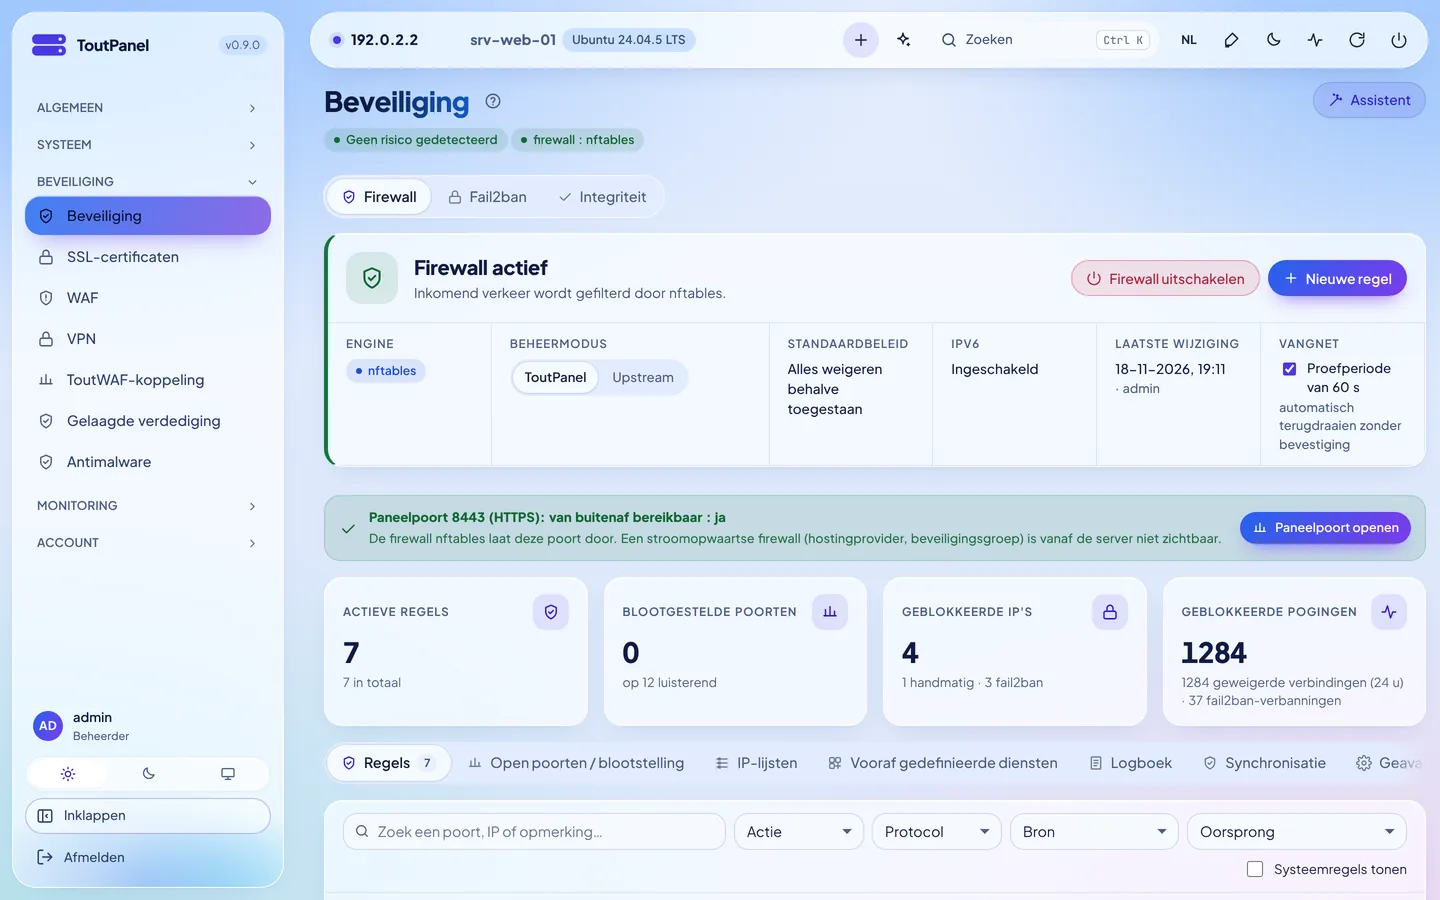 ToutPanel
v0.9.0
ALGEMEEN
SYSTEEM
BEVEILIGING
Beveiliging
SSL-certificaten
WAF
VPN
ToutWAF-koppeling
Gelaagde verdediging
Antimalware
MONITORING
ACCOUNT
AD
admin
Beheerder
Inklappen
Afmelden
192.0.2.2
srv-web-01
Ubuntu 24.04.5 LTS
Zoeken
Ctrl K
NL
Beveiliging
Assistent
Geen risico gedetecteerd
firewall : nftables
Firewall
Fail2ban
Integriteit
Firewall actief
Inkomend verkeer wordt gefilterd door nftables.
Firewall uitschakelen
Nieuwe regel
ENGINE
nftables
BEHEERMODUS
ToutPanel
Upstream
STANDAARDBELEID
Alles weigeren
behalve
toegestaan
IPV6
Ingeschakeld
LAATSTE WIJZIGING
18-11-2026, 19:11
· admin
VANGNET
Proefperiode
van 60 s
automatisch
terugdraaien zonder
bevestiging
Paneelpoort 8443 (HTTPS): van buitenaf bereikbaar : ja
De firewall nftables laat deze poort door. Een stroomopwaartse firewall (hostingprovider, beveiligingsgroep) is vanaf de server niet zichtbaar.
Paneelpoort openen
ACTIEVE REGELS
7
7 in totaal
BLOOTGESTELDE POORTEN
0
op 12 luisterend
GEBLOKKEERDE IP'S
4
1 handmatig · 3 fail2ban
GEBLOKKEERDE POGINGEN
1284
1284 geweigerde verbindingen (24 u)
· 37 fail2ban-verbanningen
Regels 7
Open poorten / blootstelling
IP-lijsten
Vooraf gedefinieerde diensten
Logboek
Synchronisatie
Geava
Zoek een poort, IP of opmerking…
Actie
Protocol
Bron
Oorsprong
Systeemregels tonen